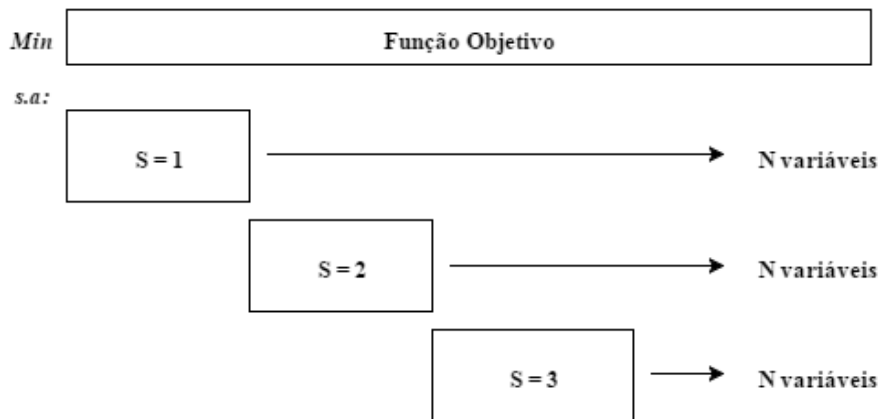 Min Função Objetivo
s.a:
S = 1 N variáveis
S = 2 N variáveis
S = 3 N variáveis